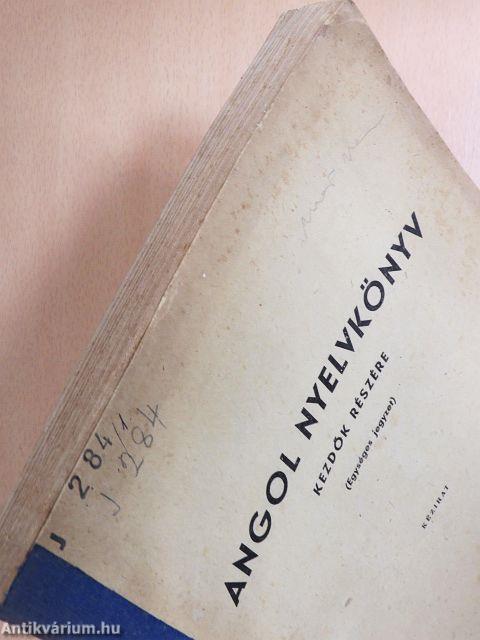 ANGOL NYELVKÖNYV
KEZDŐK RÉSZÉRE
(Egységes jegyzet)
KÉZIRAT
J 284/1
J 284
Antikvárium.hu